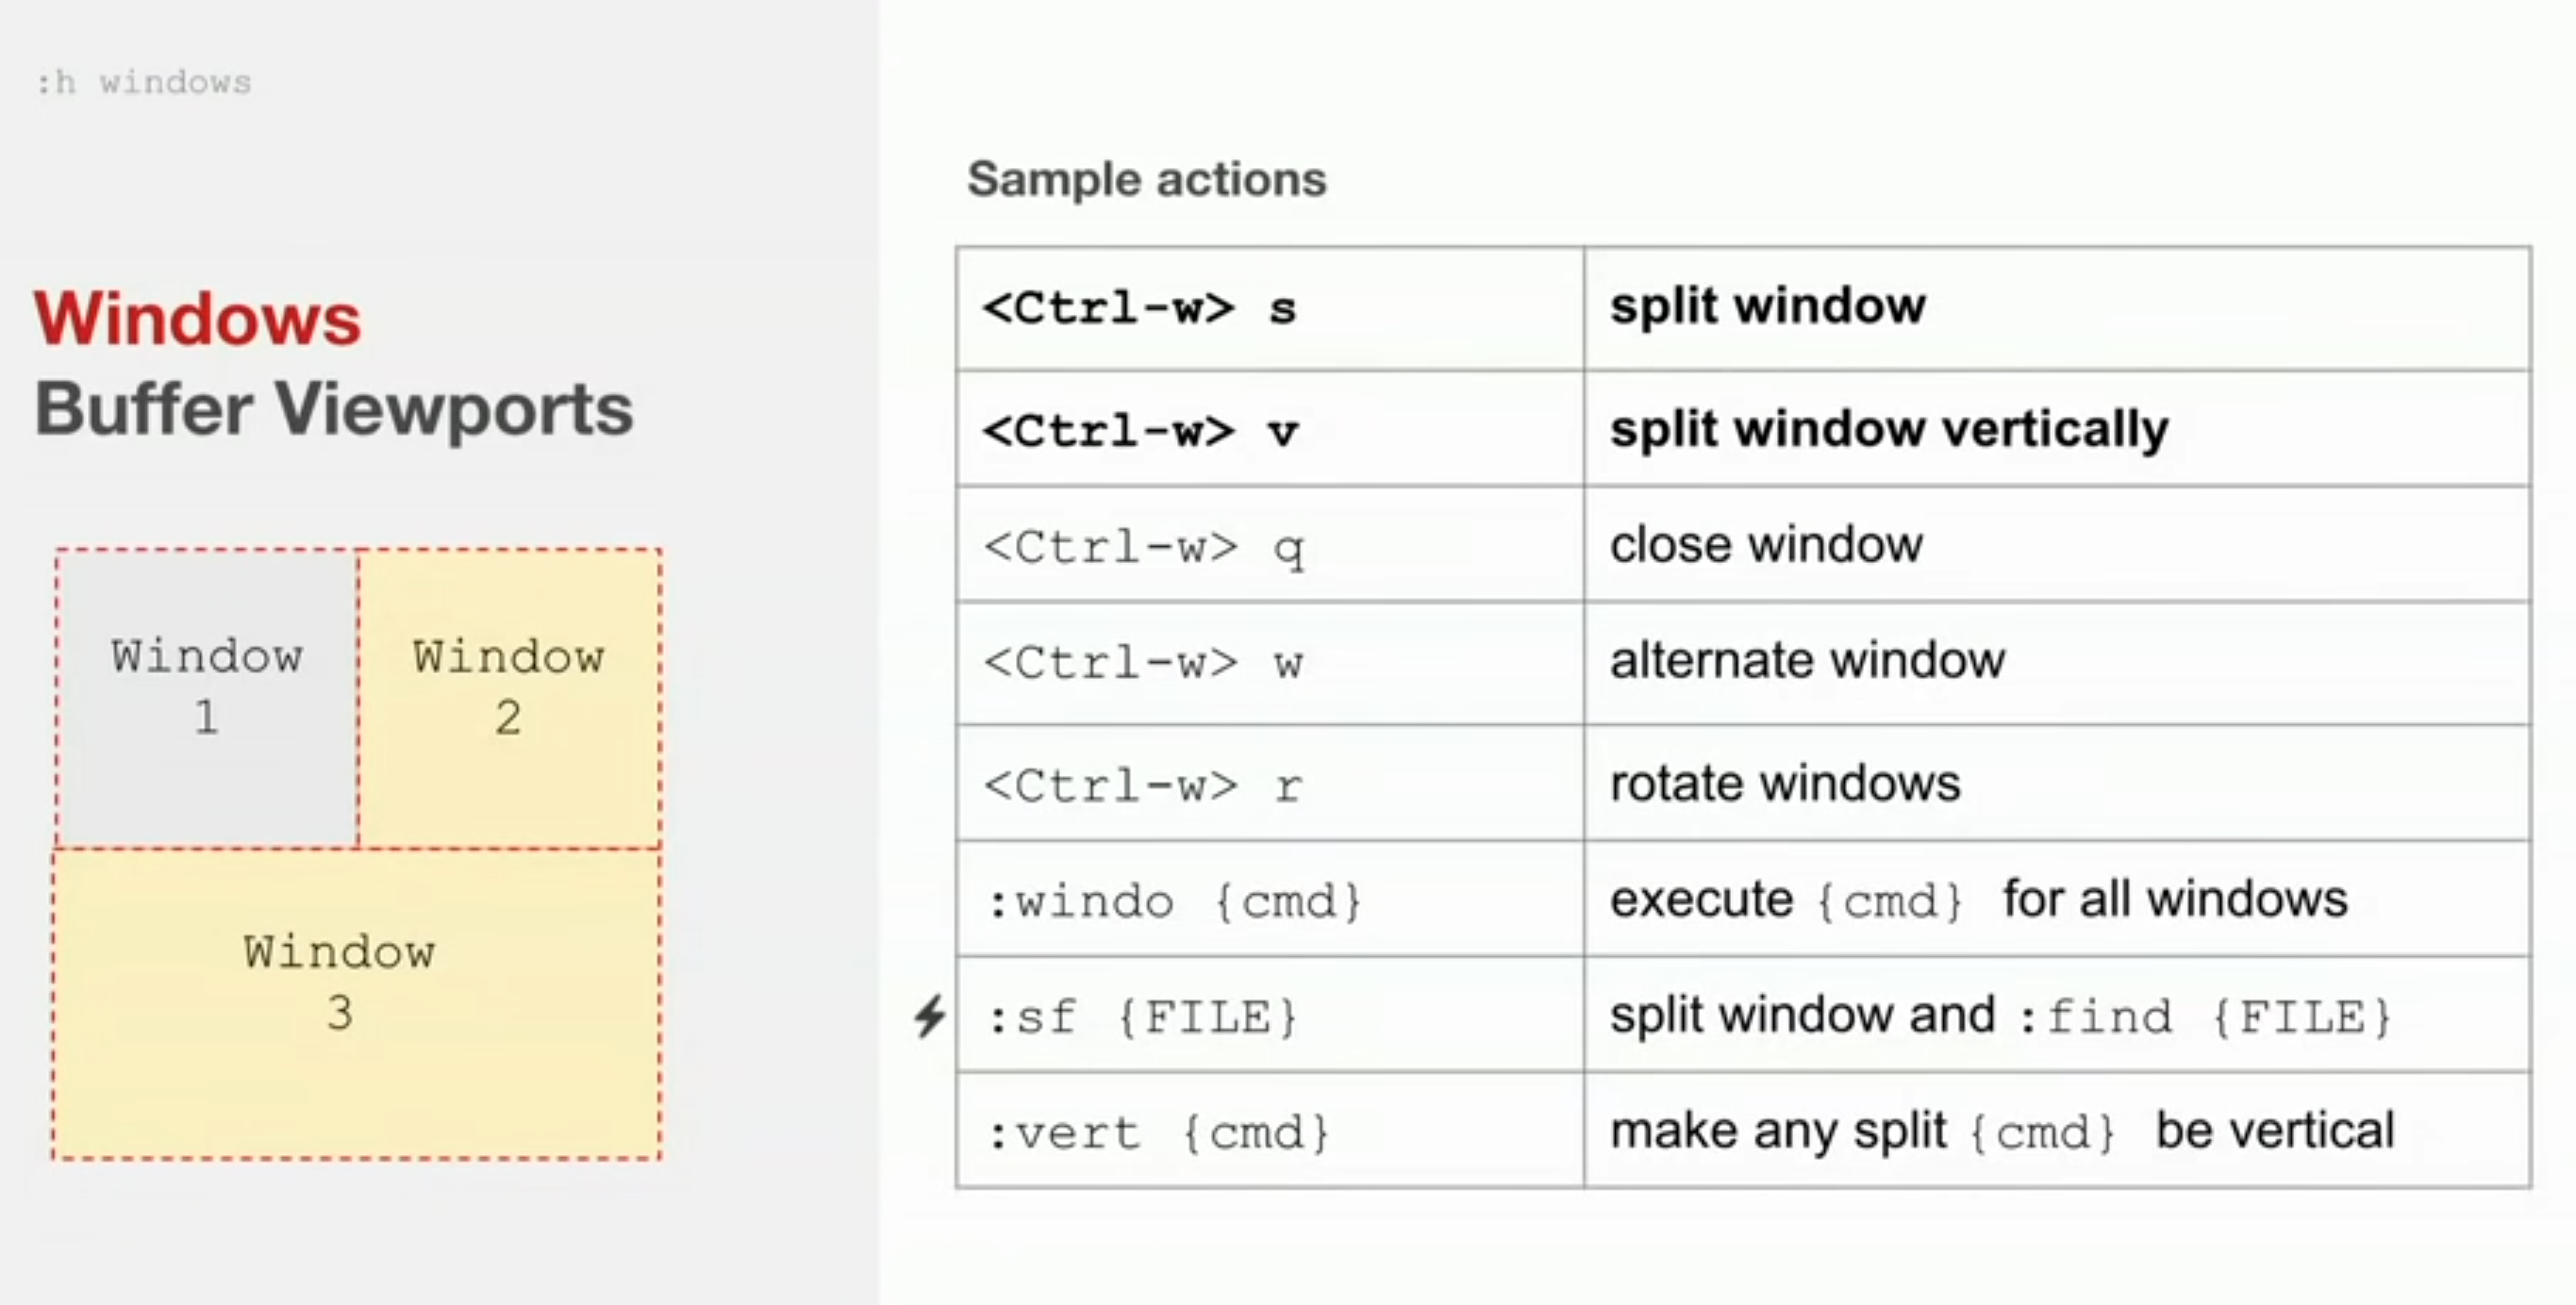 :h windows
Windows
Buffer Viewports
Window
1
Window
2
Window
3
Sample actions
<Ctrl-w> s split window
<Ctrl-w> v split window vertically
<Ctrl-w> q close window
<Ctrl-w> w alternate window
<Ctrl-w> r rotate windows
:windo {cmd} execute {cmd} for all windows
:sf {FILE} split window and :find {FILE}
:vert {cmd} make any split {cmd} be vertical